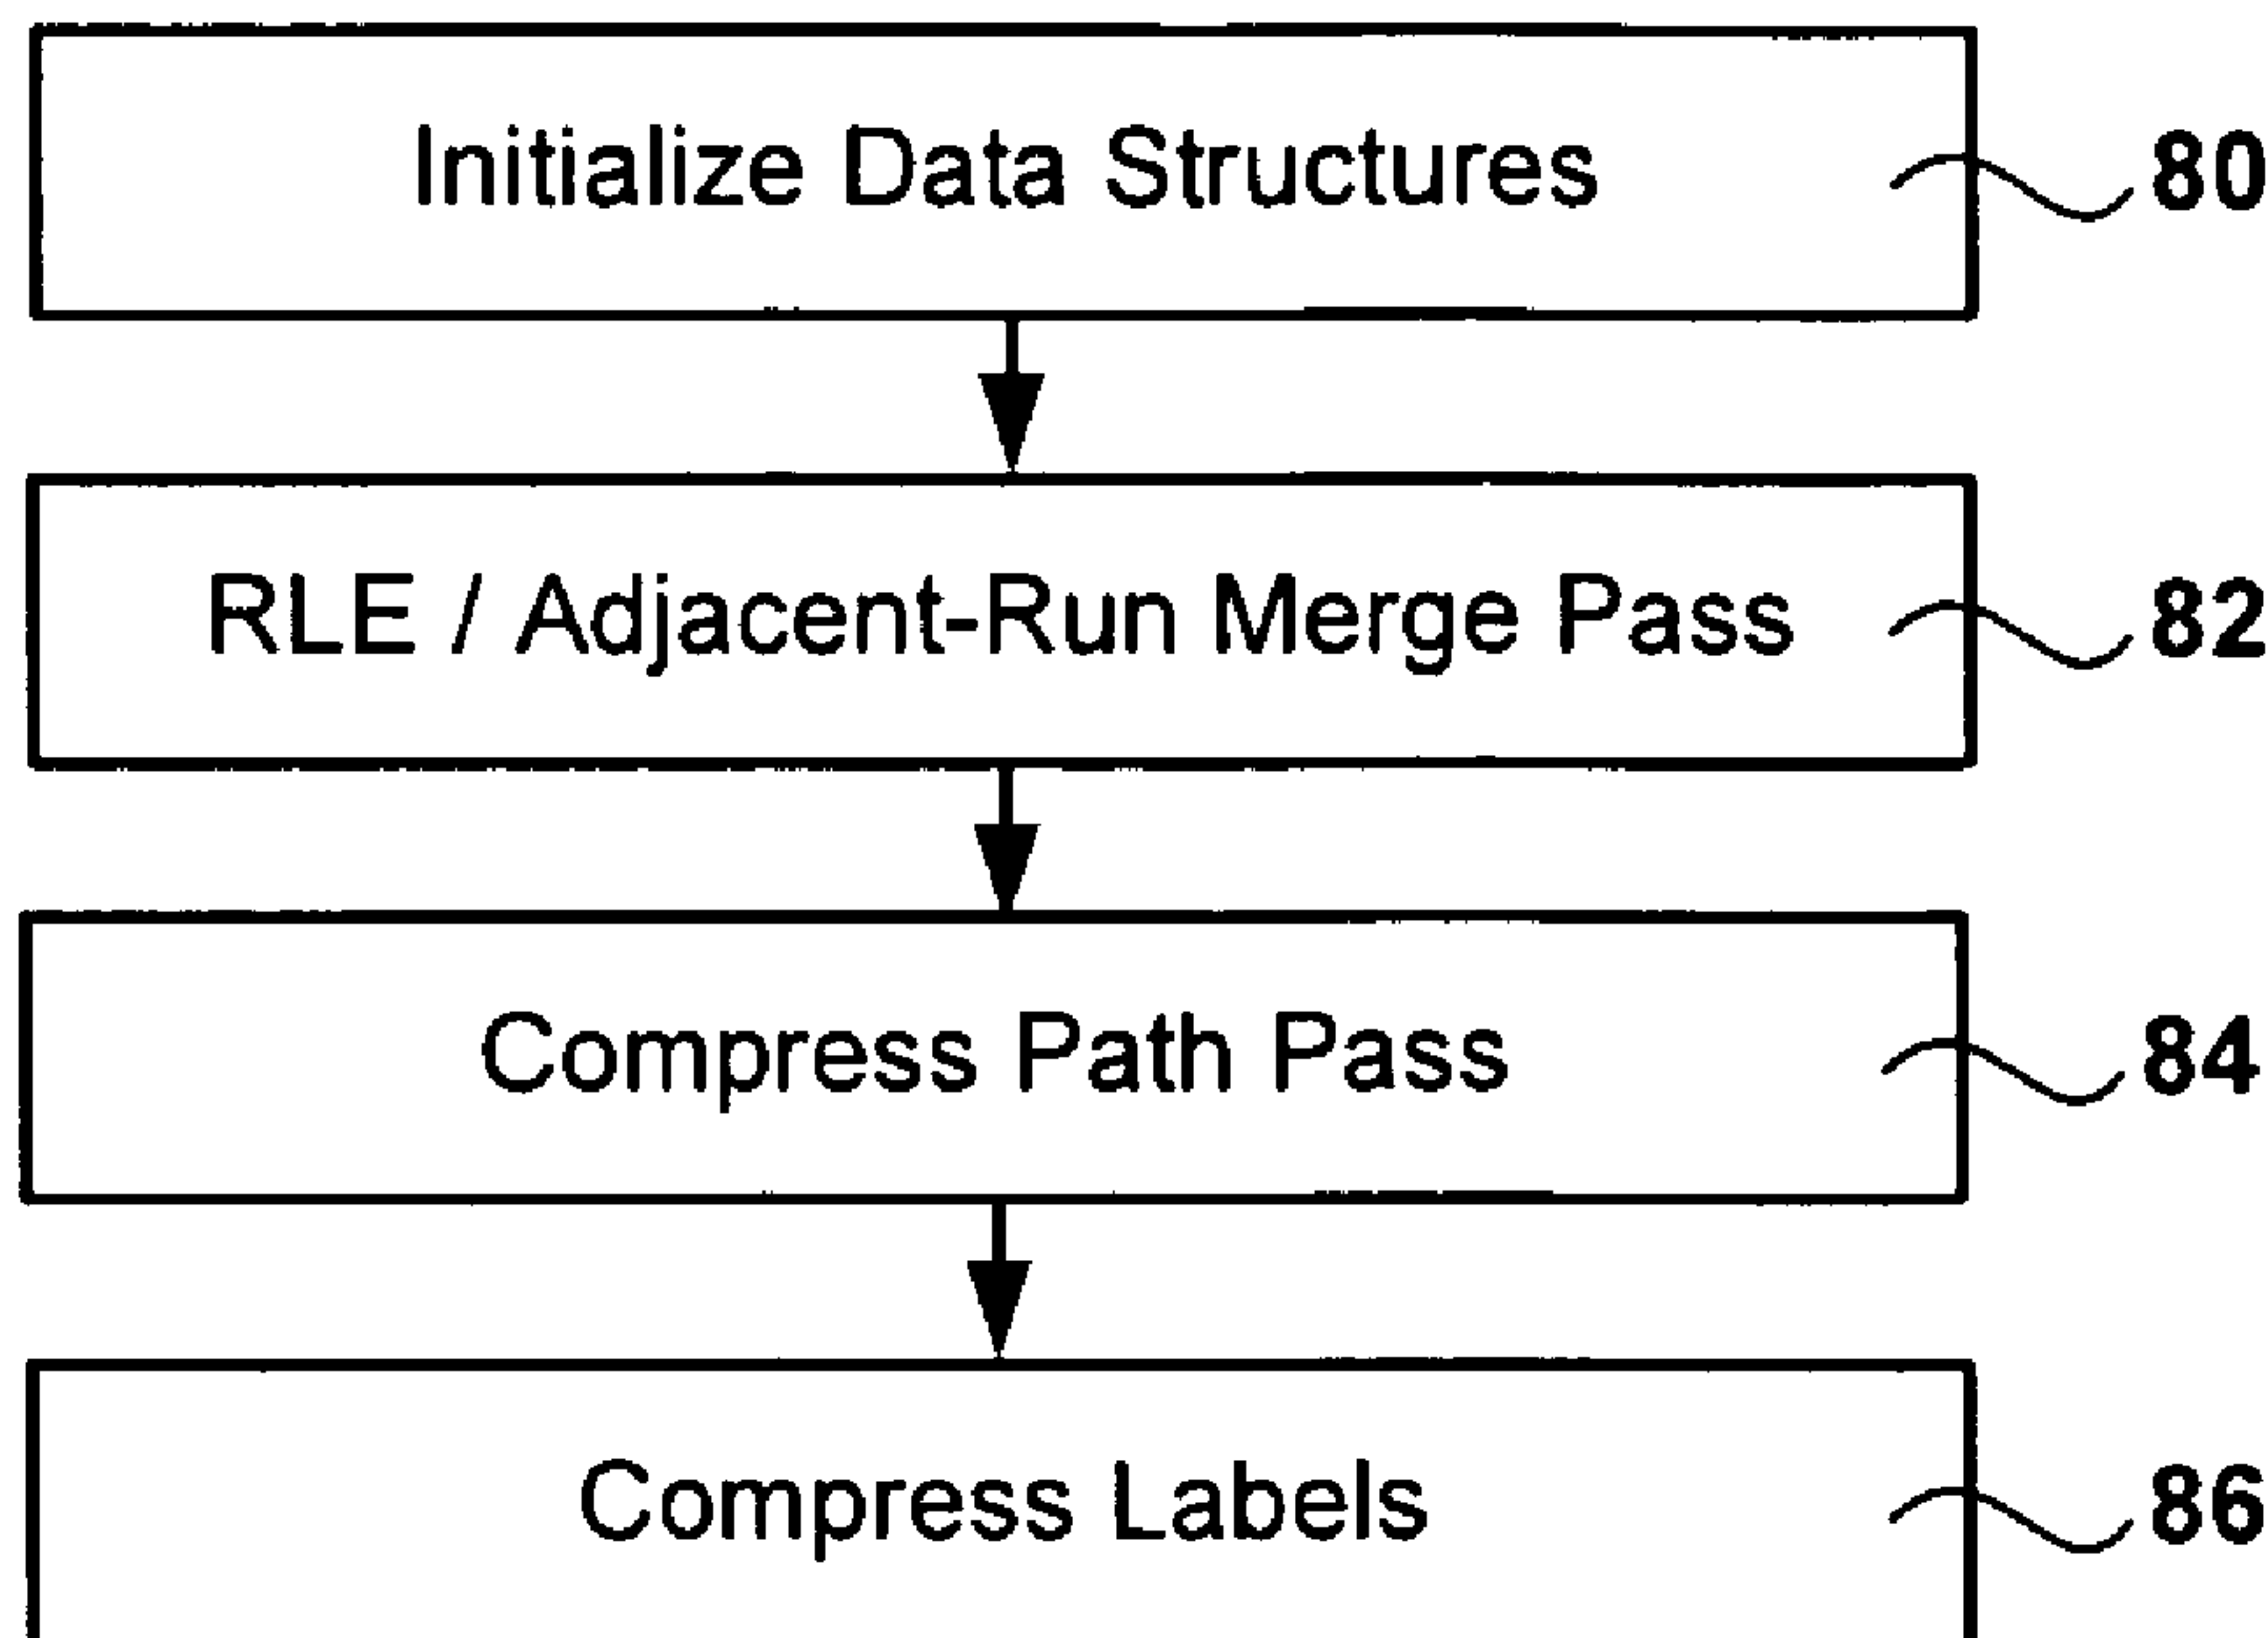 Initialize Data Structures 80
RLE / Adjacent-Run Merge Pass 82
Compress Path Pass 84
Compress Labels 86